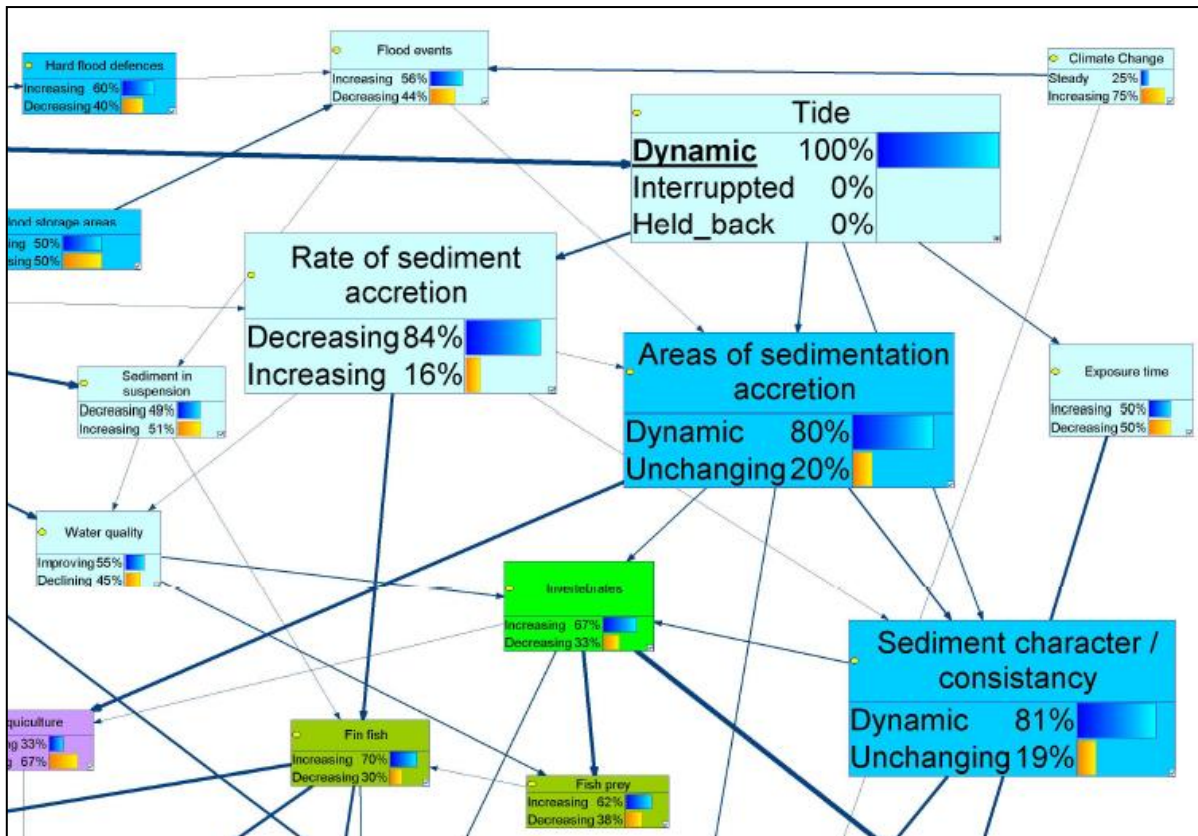 Hard flood defences
Increasing 60%
Decreasing 40%
Flood events
Increasing 56%
Decreasing 44%
Climate Change
Steady 25%
Increasing 75%
Tide
Dynamic 100%
Interruppted 0%
Held_back 0%
storage areas
50%
50%
Rate of sediment
accretion
Decreasing 84%
Increasing 16%
Areas of sedimentation
accretion
Dynamic 80%
Unchanging 20%
Exposure time
Increasing 50%
Decreasing 50%
Sediment in
suspension
Decreasing 49%
Increasing 51%
Water quality
Improving 55%
Declining 45%
Invertebrates
Increasing 67%
Decreasing 33%
Sediment character /
consistancy
Dynamic 81%
Unchanging 19%
quiculture
33%
67%
Fin fish
Increasing 70%
Decreasing 30%
Fish prey
Increasing 62%
Decreasing 38%